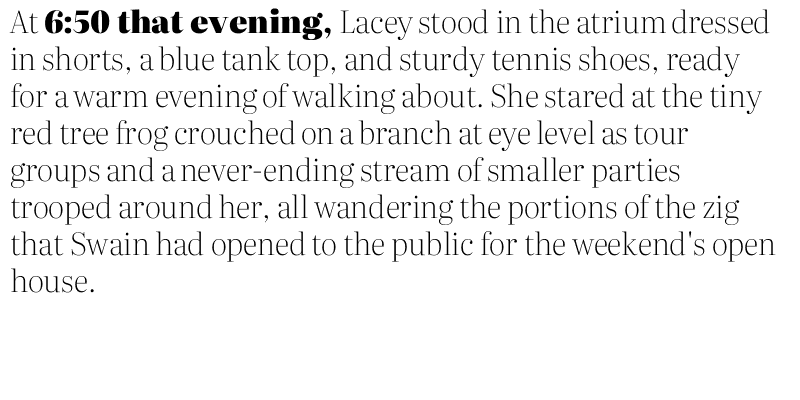 At 6:50 that evening, Lacey stood in the atrium dressed
in shorts, a blue tank top, and sturdy tennis shoes, ready
for a warm evening of walking about. She stared at the tiny
red tree frog crouched on a branch at eye level as tour
groups and a never-ending stream of smaller parties
trooped around her, all wandering the portions of the zig
that Swain had opened to the public for the weekend's open
house.